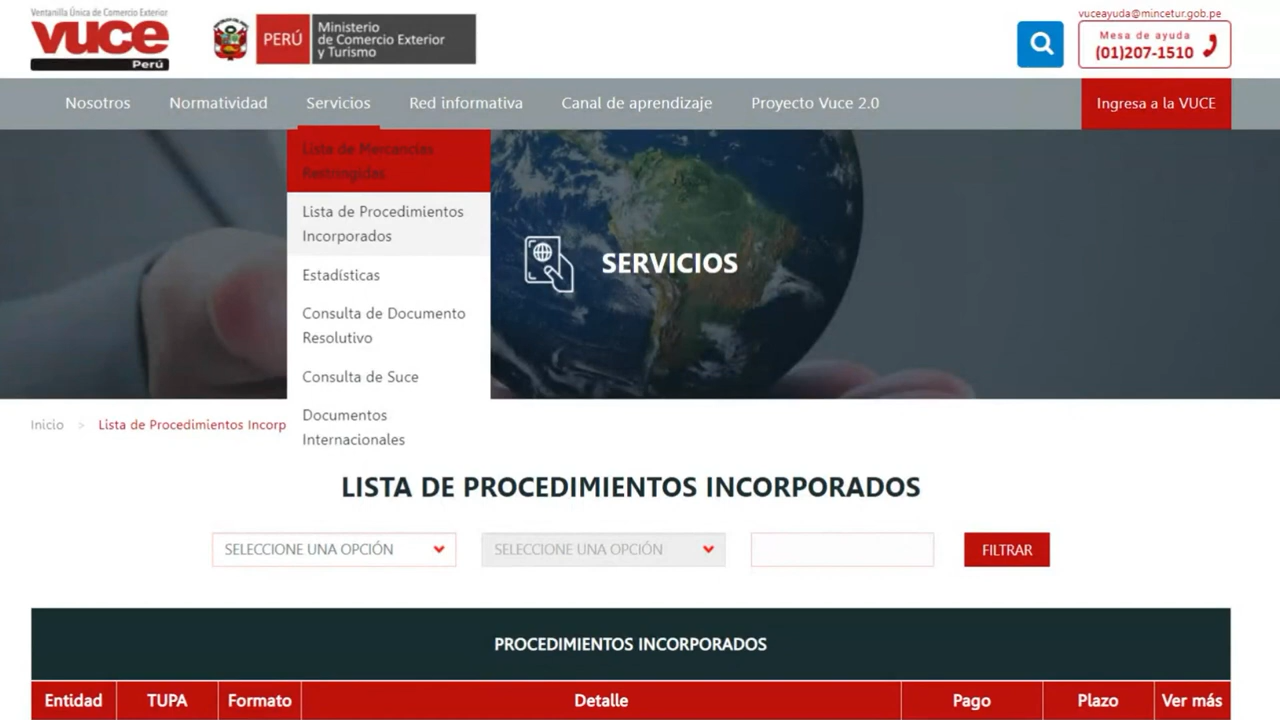 Ventanilla Única de Comercio Exterior
vuce
Perú
PERÚ
Ministerio
de Comercio Exterior
y Turismo
vuceayuda@mincetur.gob.pe
Mesa de ayuda
(01)207-1510
Nosotros
Normatividad
Servicios
Red informativa
Canal de aprendizaje
Proyecto Vuce 2.0
Ingresa a la VUCE
Lista de Mercancías
Restringidas
Lista de Procedimientos
Incorporados
Estadísticas
Consulta de Documento
Resolutivo
Consulta de Suce
Documentos
Internacionales
SERVICIOS
Inicio > Lista de Procedimientos Incorp
LISTA DE PROCEDIMIENTOS INCORPORADOS
SELECCIONE UNA OPCIÓN
SELECCIONE UNA OPCIÓN
FILTRAR
PROCEDIMIENTOS INCORPORADOS
Entidad
TUPA
Formato
Detalle
Pago
Plazo
Ver más